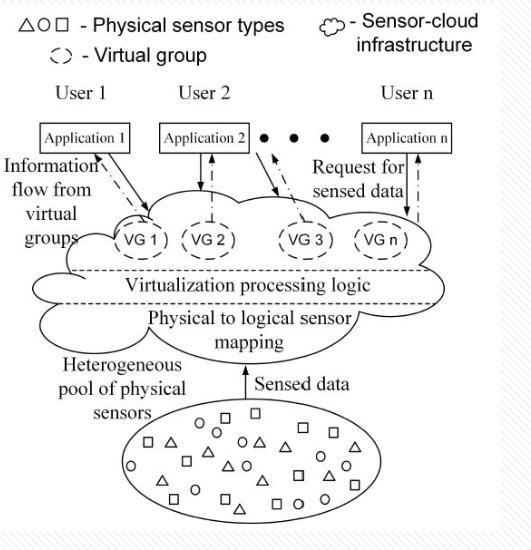 - Physical sensor types
- Sensor-cloud
infrastructure
- Virtual group
User 1
User 2
User n
Application 1
Application 2
Application n
Information
flow from
virtual
groups
Request for
sensed data
VG 1
VG 2
VG 3
VG n
Virtualization processing logic
Physical to logical sensor
mapping
Heterogeneous
pool of physical
sensors
Sensed data